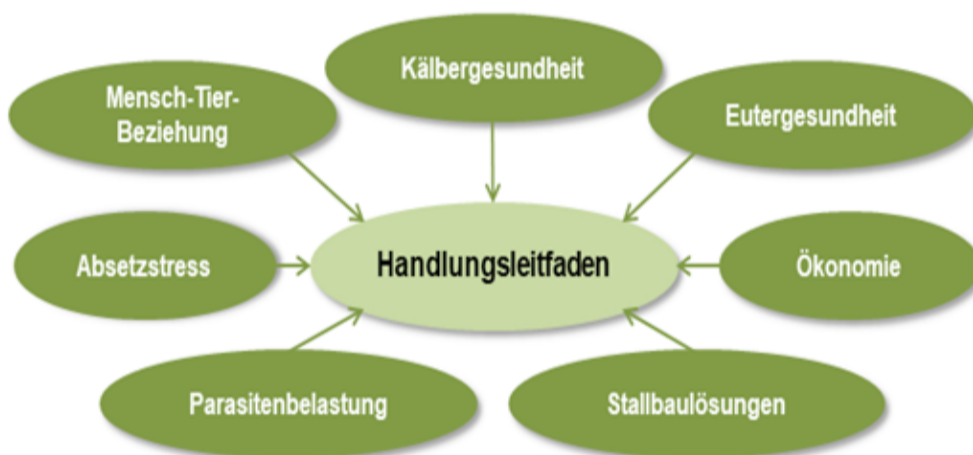 Kälbergesundheit
Mensch-Tier-
Beziehung
Eutergesundheit
Absetzstress
Handlungsleitfaden
Ökonomie
Parasitenbelastung
Stallbaulösungen